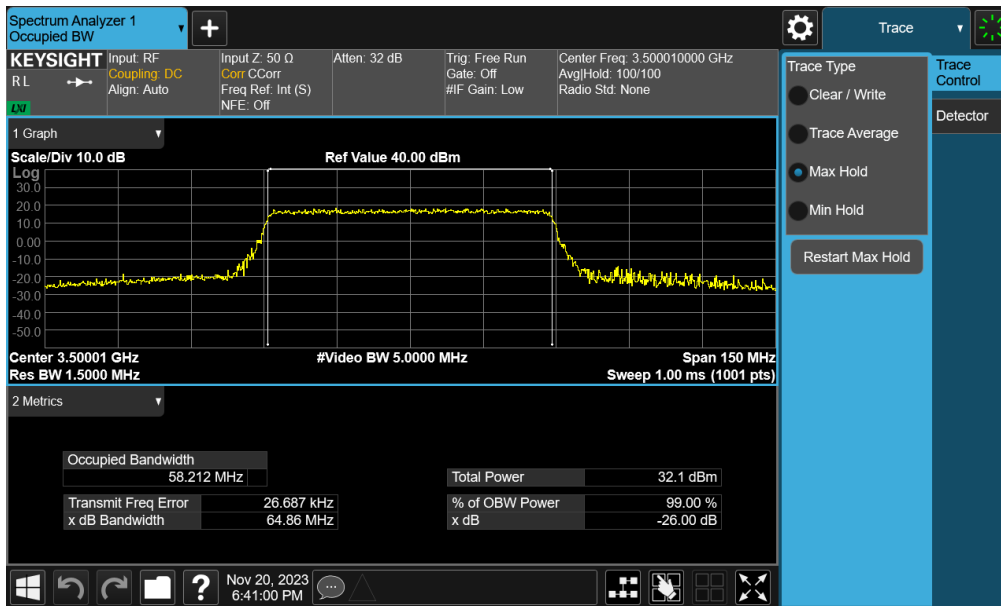 Spectrum Analyzer 1
Occupied BW
+
Trace
KEYSIGHT
R L
LXI
Input: RF
Coupling: DC
Align: Auto
Input Z: 50 Ω
Corr CCorr
Freq Ref: Int (S)
NFE: Off
Atten: 32 dB
Trig: Free Run
Gate: Off
#IF Gain: Low
Center Freq: 3.500010000 GHz
Avg|Hold: 100/100
Radio Std: None
Trace Type
Clear / Write
Trace Average
Max Hold
Min Hold
Restart Max Hold
Trace
Control
Detector
1 Graph
Scale/Div 10.0 dB
Ref Value 40.00 dBm
Log
30.0
20.0
10.0
0.00
-10.0
-20.0
-30.0
-40.0
-50.0
Center 3.50001 GHz
#Video BW 5.0000 MHz
Span 150 MHz
Res BW 1.5000 MHz
Sweep 1.00 ms (1001 pts)
2 Metrics
Occupied Bandwidth
58.212 MHz
Total Power 32.1 dBm
Transmit Freq Error 26.687 kHz
% of OBW Power 99.00 %
x dB Bandwidth 64.86 MHz
x dB -26.00 dB
?
Nov 20, 2023
6:41:00 PM